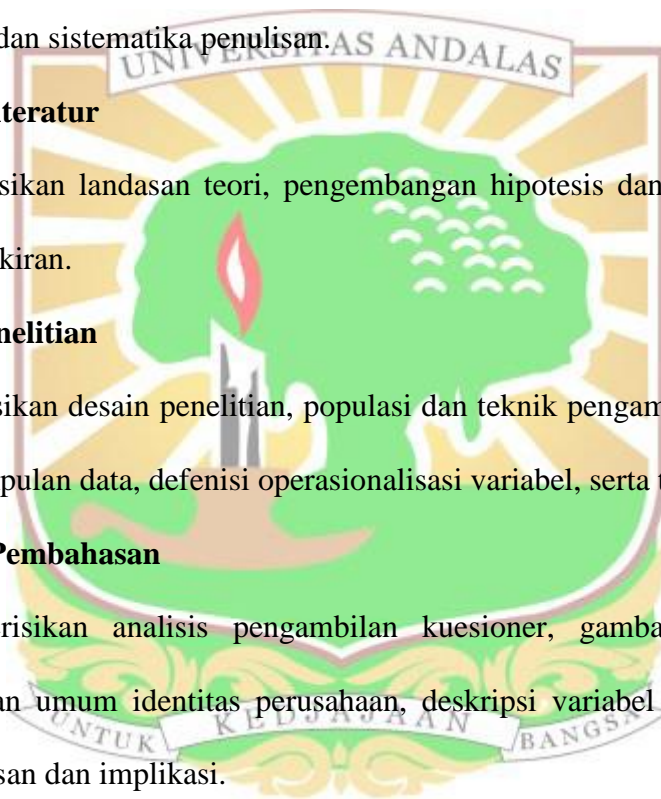 dan sistematika penulisan.
UNIVERSITAS ANDALAS
teratur
sikan landasan teori, pengembangan hipotesis dan
kiran.
nelitian
sikan desain penelitian, populasi dan teknik pengam
pulan data, defenisi operasionalisasi variabel, serta t
Pembahasan
erisikan analisis pengambilan kuesioner, gamba
an umum identitas perusahaan, deskripsi variabel
UNTUK KEDJAJAAN BANGSA
san dan implikasi.